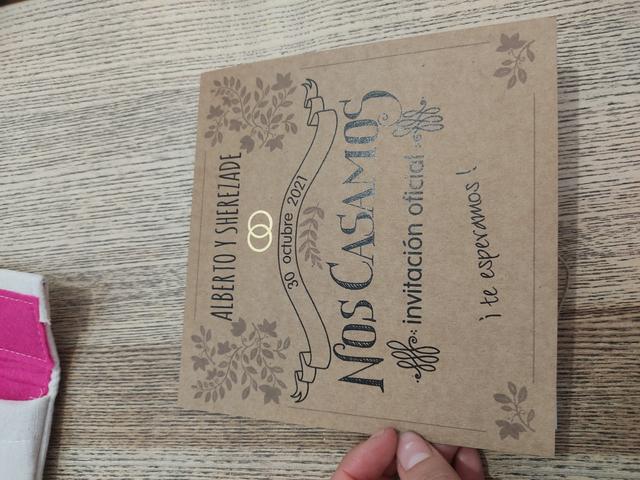 ALBERTO Y SHEREZADE
30 octubre 2021
NOS CASAMOS
invitación oficial
¡te esperamos!